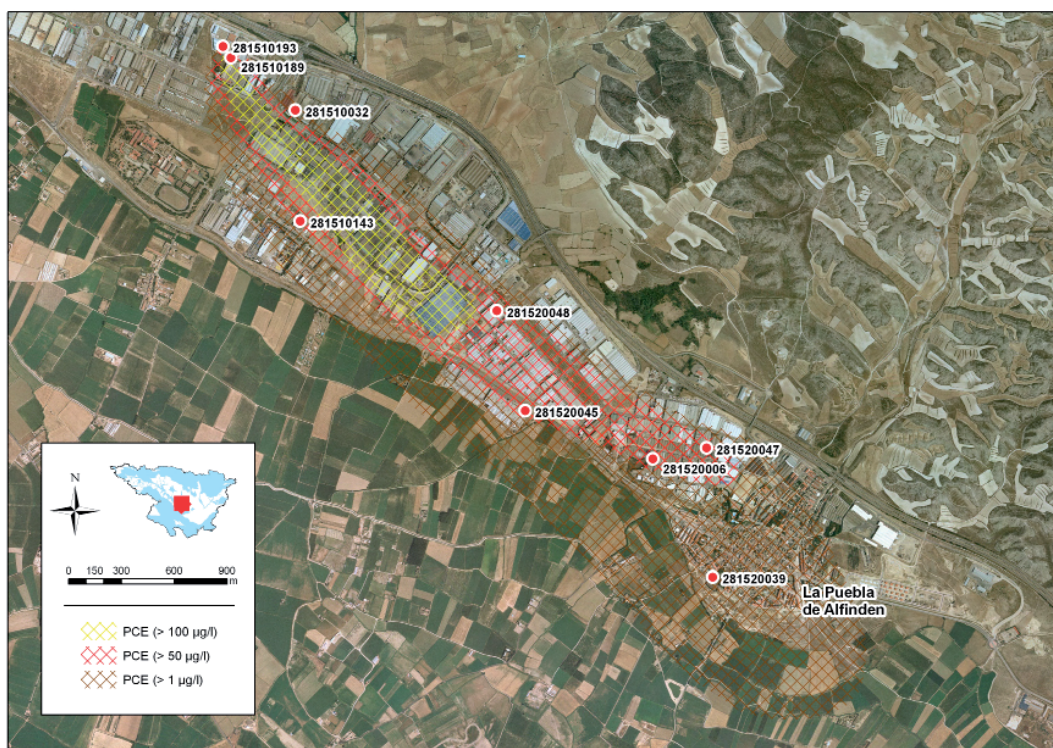 281510193
281510189
281510032
281510143
281520048
281520045
281520047
281520006
281520039
La Puebla
de Alfinden
N
0 150 300 600 900
m
PCE (> 100 µg/l)
PCE (> 50 µg/l)
PCE (> 1 µg/l)